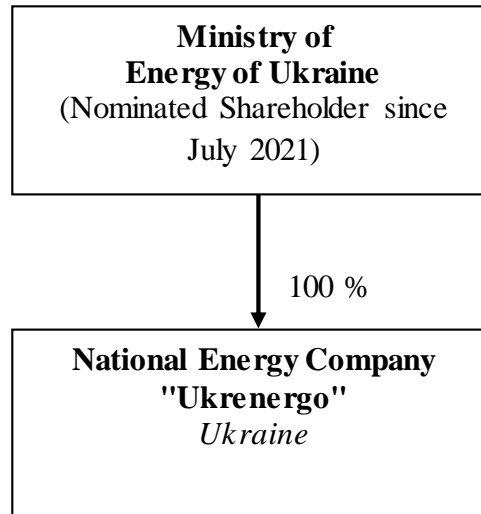 Ministry of
Energy of Ukraine
(Nominated Shareholder since
July 2021)
100 %
National Energy Company
"Ukrenergo"
Ukraine